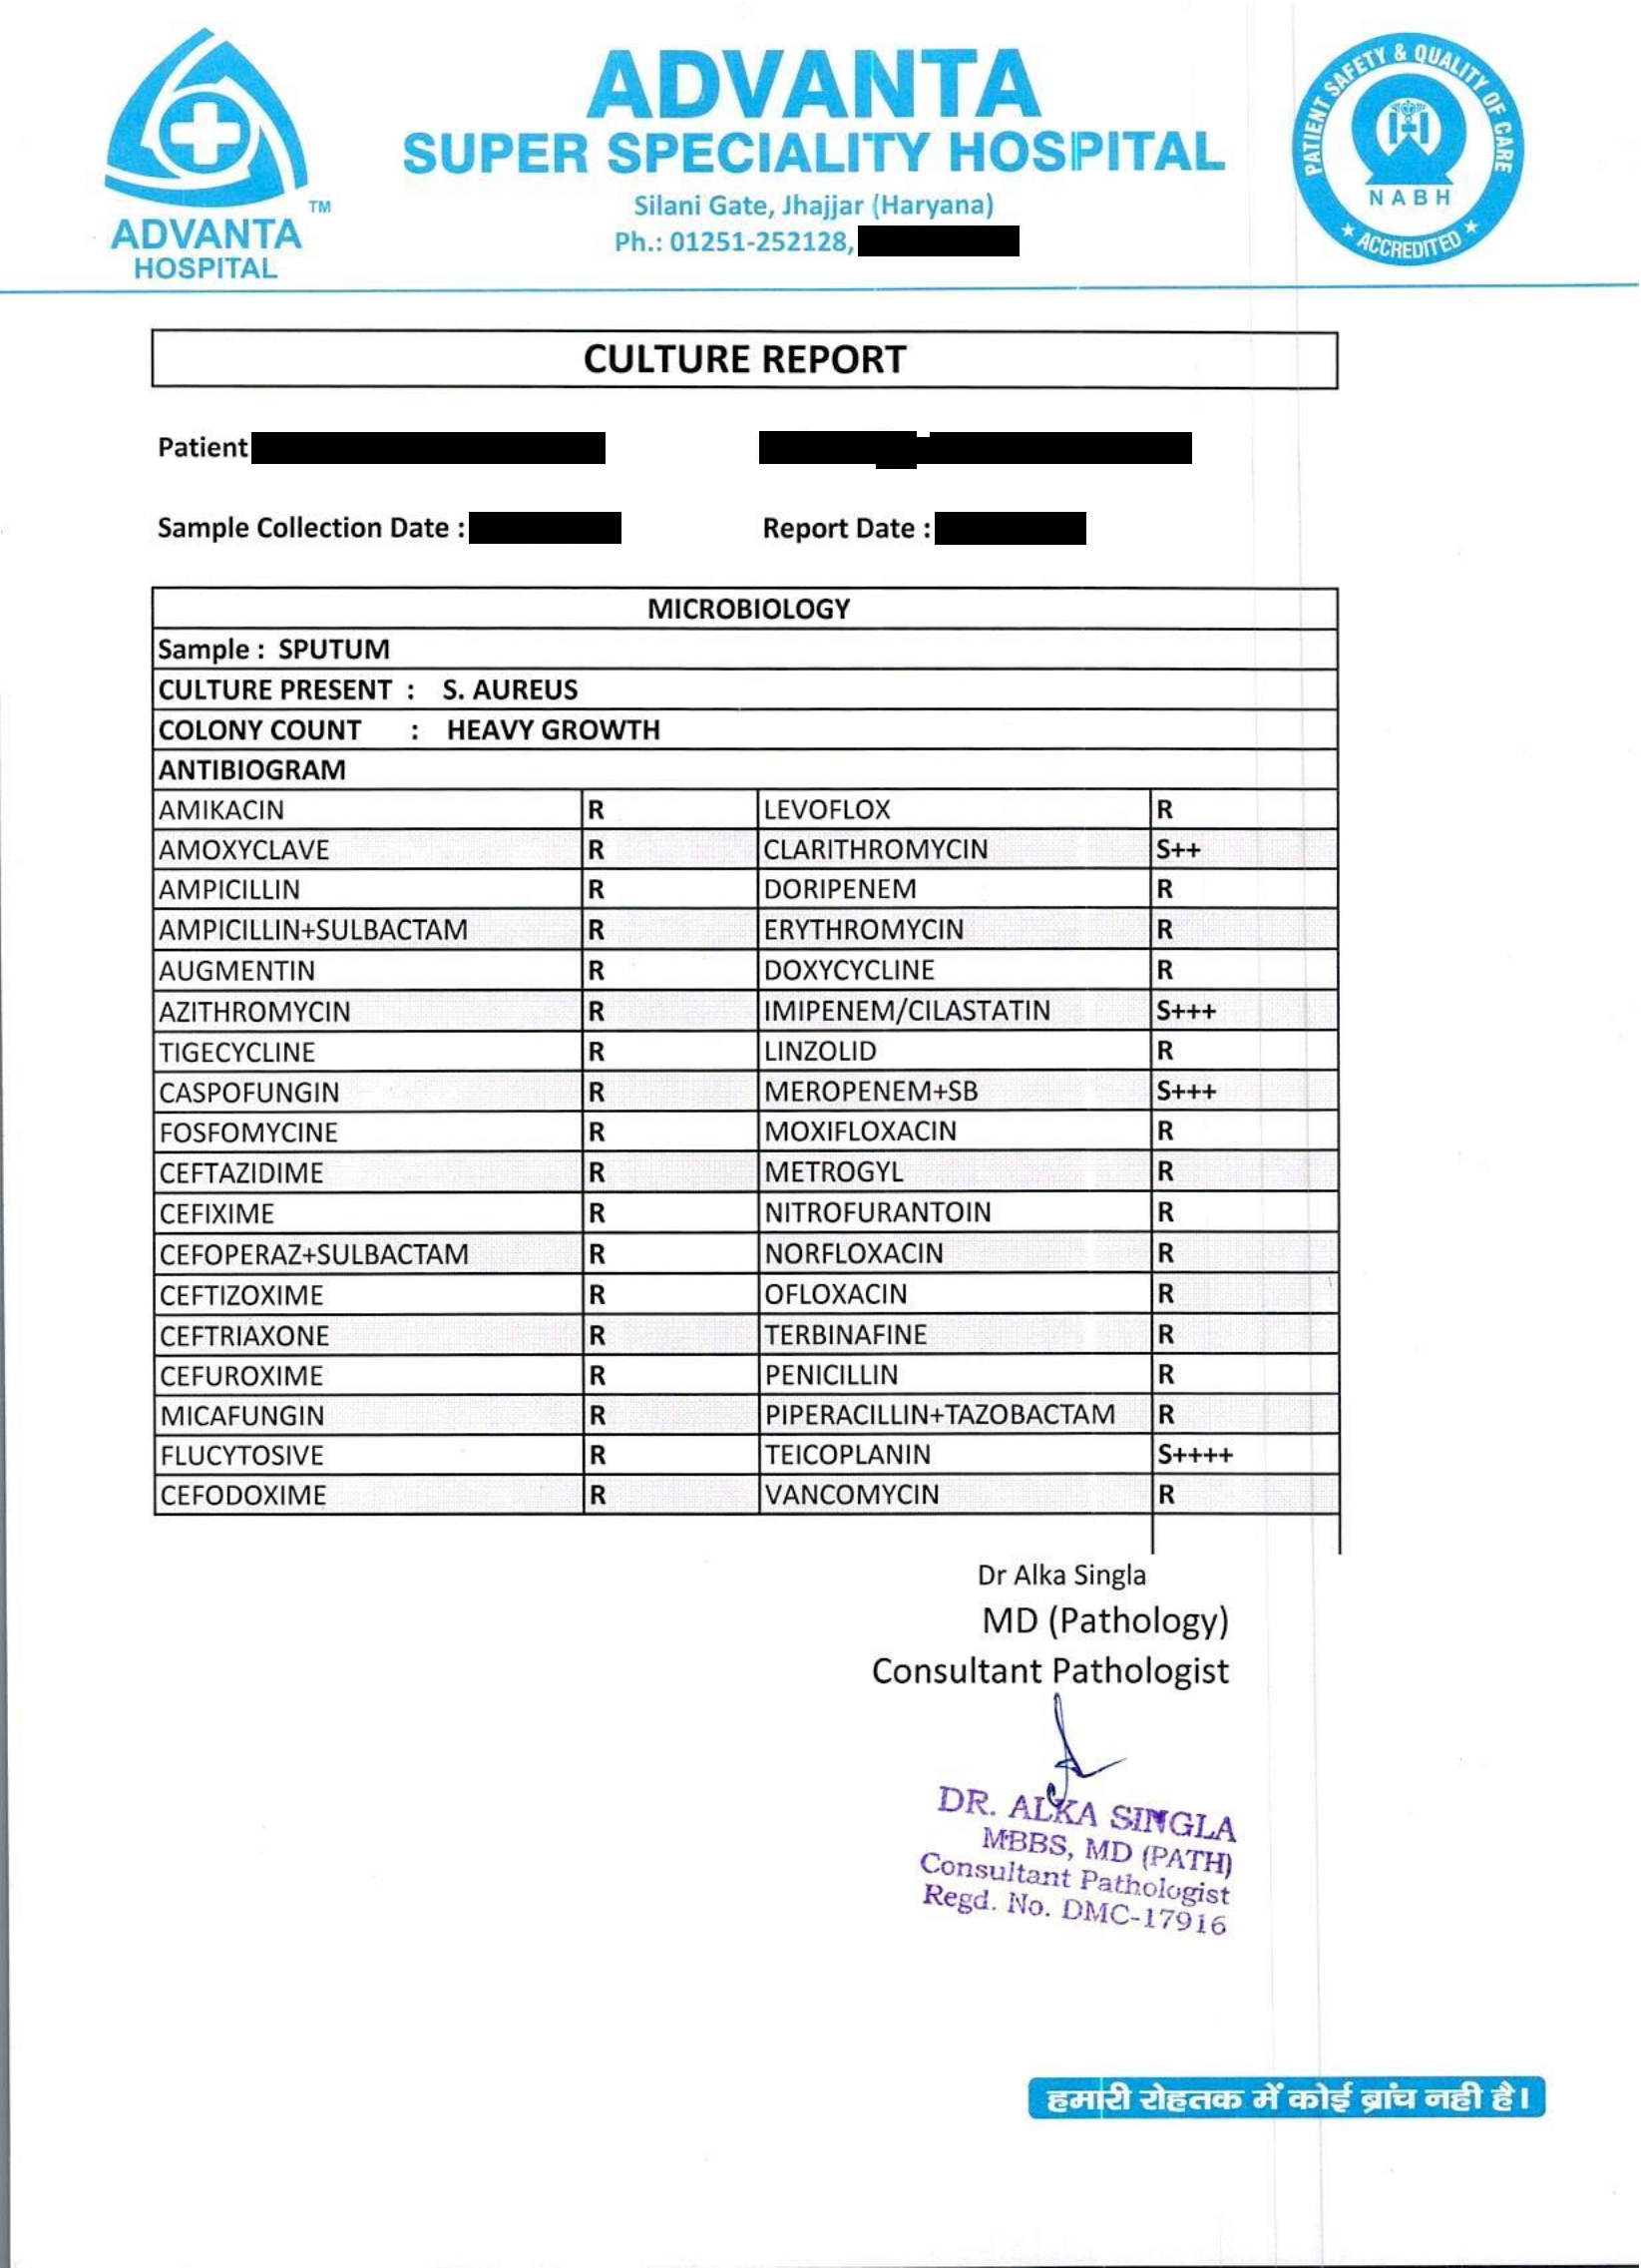 ADVANTA
SUPER SPECIALITY HOSPITAL
Silani Gate, Jhajjar (Haryana)
Ph.: 01251-252128,
TM
ADVANTA
HOSPITAL
PATIENT SAFETY & QUALITY OF CARE
NABH
ACCREDITED
CULTURE REPORT
Patient
Sample Collection Date : Report Date :
MICROBIOLOGY
Sample : SPUTUM
CULTURE PRESENT : S. AUREUS
COLONY COUNT : HEAVY GROWTH
ANTIBIOGRAM
AMIKACIN R LEVOFLOX R
AMOXYCLAVE R CLARITHROMYCIN S++
AMPICILLIN R DORIPENEM R
AMPICILLIN+SULBACTAM R ERYTHROMYCIN R
AUGMENTIN R DOXYCYCLINE R
AZITHROMYCIN R IMIPENEM/CILASTATIN S+++
TIGECYCLINE R LINZOLID R
CASPOFUNGIN R MEROPENEM+SB S+++
FOSFOMYCINE R MOXIFLOXACIN R
CEFTAZIDIME R METROGYL R
CEFIXIME R NITROFURANTOIN R
CEFOPERAZ+SULBACTAM R NORFLOXACIN R
CEFTIZOXIME R OFLOXACIN R
CEFTRIAXONE R TERBINAFINE R
CEFUROXIME R PENICILLIN R
MICAFUNGIN R PIPERACILLIN+TAZOBACTAM R
FLUCYTOSIVE R TEICOPLANIN S++++
CEFODOXIME R VANCOMYCIN R
Dr Alka Singla
MD (Pathology)
Consultant Pathologist
DR. ALKA SINGLA
MBBS, MD (PATH)
Consultant Pathologist
Regd. No. DMC-17916
हमारी रोहतक में कोई ब्रांच नही है।